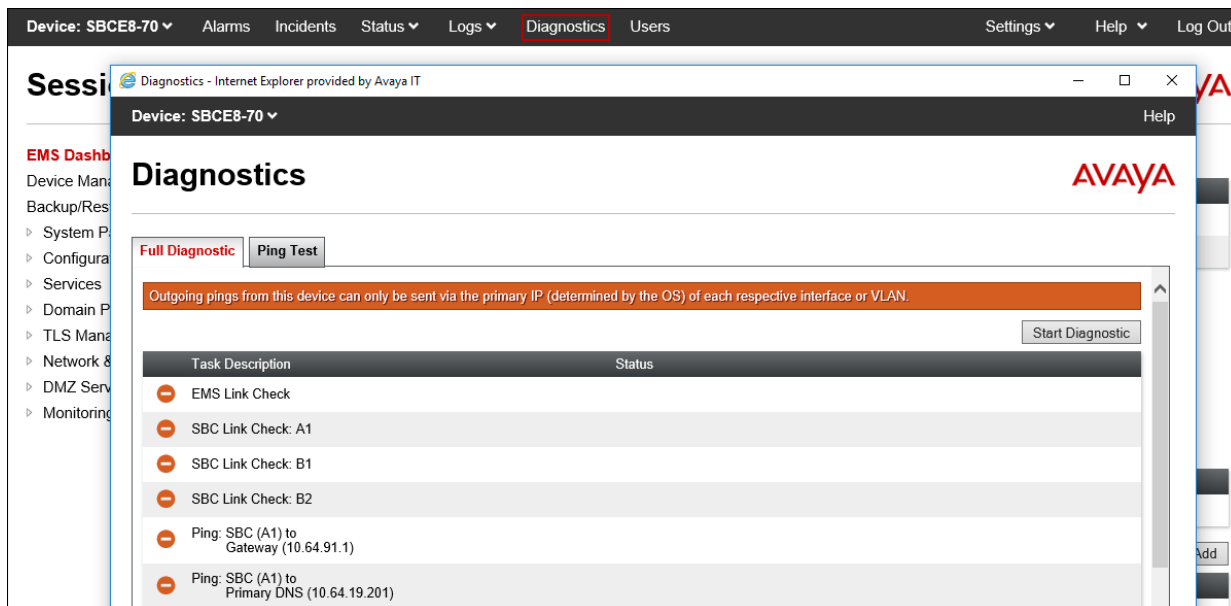 Device: SBCE8-70 Alarms Incidents Status Logs Diagnostics Users Settings Help Log Out
Sessi
Diagnostics - Internet Explorer provided by Avaya IT
Device: SBCE8-70 Help
Diagnostics
AVAYA
EMS Dashb
Device Mana
Backup/Res
System P
Configura
Services
Domain P
TLS Mana
Network &
DMZ Serv
Monitoring
Full Diagnostic Ping Test
Outgoing pings from this device can only be sent via the primary IP (determined by the OS) of each respective interface or VLAN.
Start Diagnostic
Task Description Status
EMS Link Check
SBC Link Check: A1
SBC Link Check: B1
SBC Link Check: B2
Ping: SBC (A1) to
Gateway (10.64.91.1)
Ping: SBC (A1) to
Primary DNS (10.64.19.201)
YA
Add